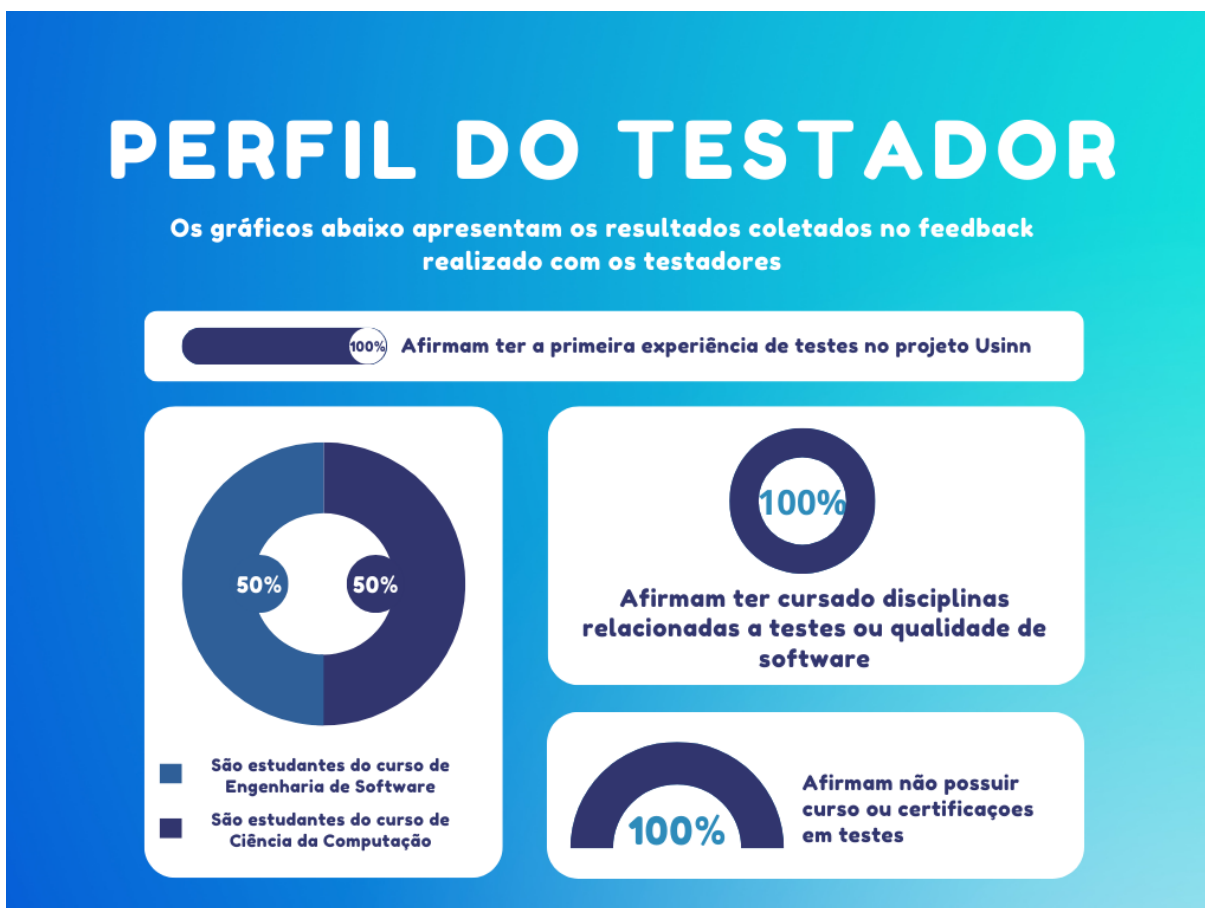 PERFIL DO TESTADOR
Os gráficos abaixo apresentam os resultados coletados no feedback
realizado com os testadores
100% Afirmam ter a primeira experiência de testes no projeto Usinn
50% 50%
São estudantes do curso de
Engenharia de Software
São estudantes do curso de
Ciência da Computação
100%
Afirmam ter cursado disciplinas
relacionadas a testes ou qualidade de
software
100%
Afirmam não possuir
curso ou certificaçoes
em testes